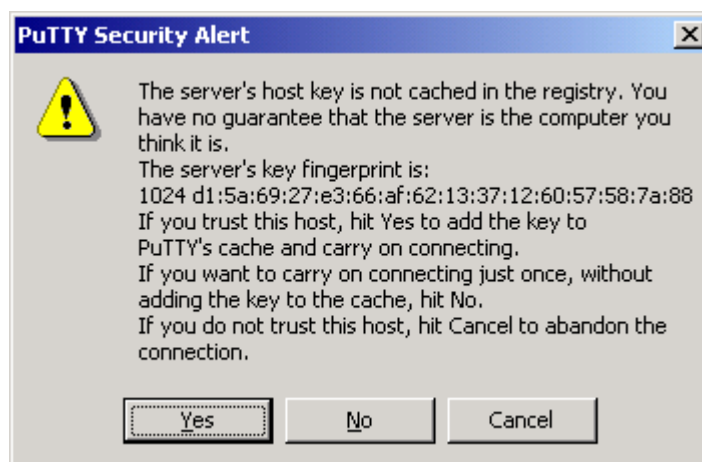 PuTTY Security Alert
The server's host key is not cached in the registry. You
have no guarantee that the server is the computer you
think it is.
The server's key fingerprint is:
1024 d1:5a:69:27:e3:66:af:62:13:37:12:60:57:58:7a:88
If you trust this host, hit Yes to add the key to
PuTTY's cache and carry on connecting.
If you want to carry on connecting just once, without
adding the key to the cache, hit No.
If you do not trust this host, hit Cancel to abandon the
connection.
Yes No Cancel